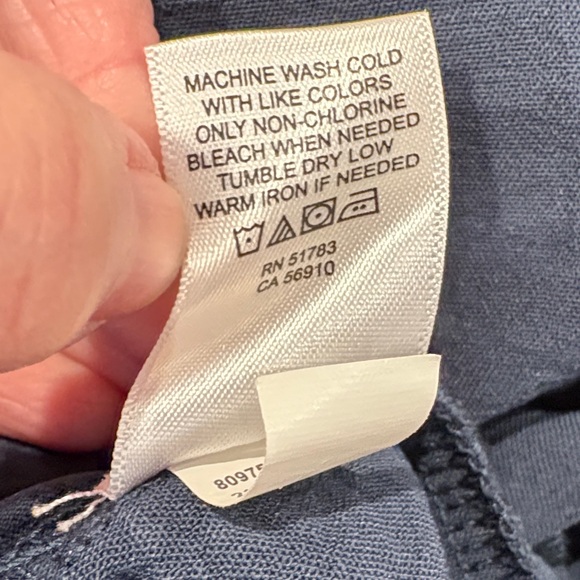 MACHINE WASH COLD
WITH LIKE COLORS
ONLY NON-CHLORINE
BLEACH WHEN NEEDED
TUMBLE DRY LOW
WARM IRON IF NEEDED
RN 51783
CA 56910
8097